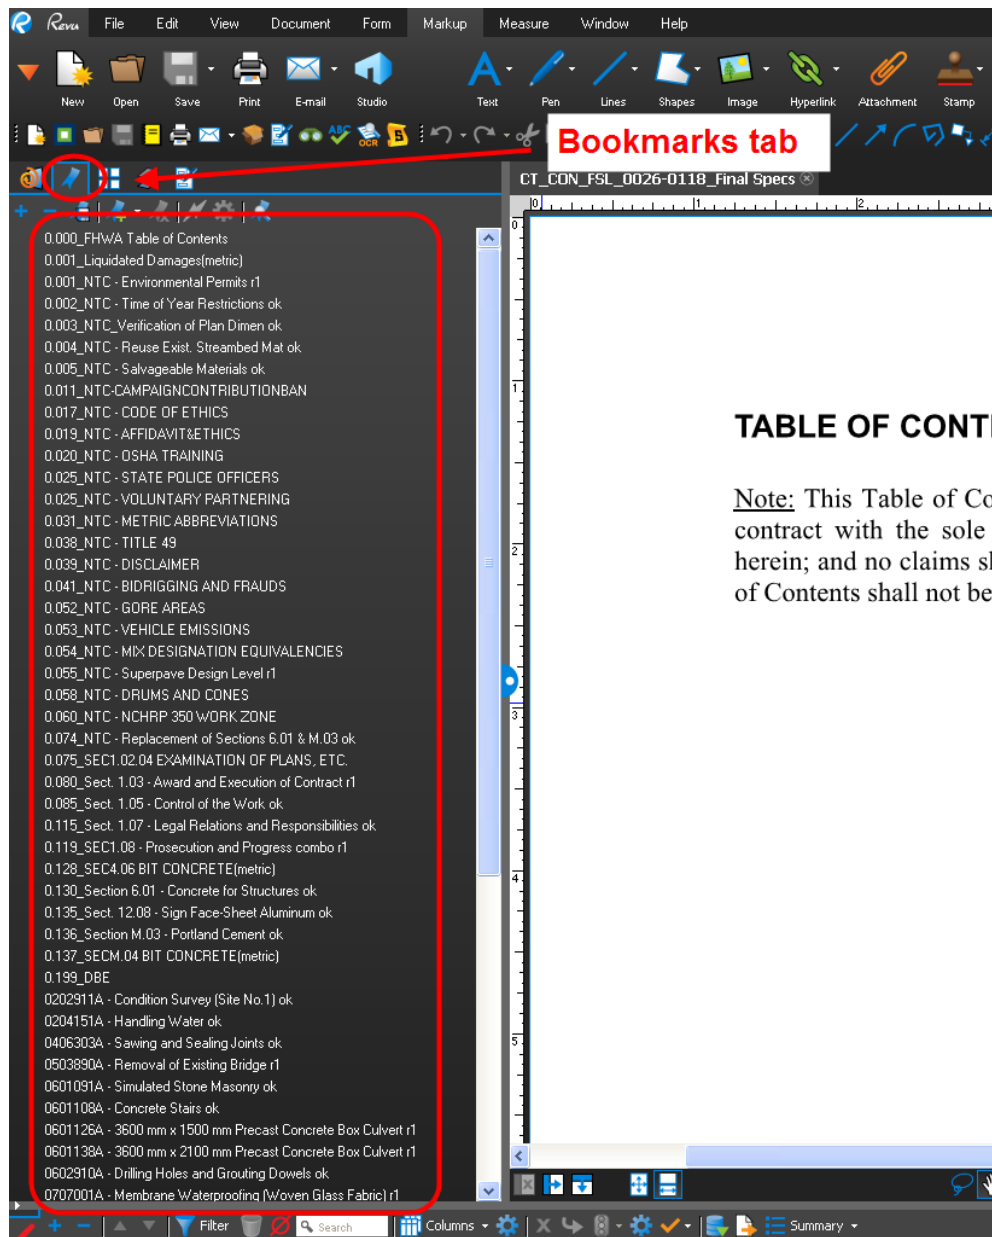 Revu File Edit View Document Form Markup Measure Window Help
New Open Save Print E-mail Studio Text Pen Lines Shapes Image Hyperlink Attachment Stamp
OCR
Bookmarks tab
CT_CON_FSL_0026-0118_Final Specs
0 1 2
0.000_FHWA Table of Contents
0.001_Liquidated Damages(metric)
0.001_NTC - Environmental Permits r1
0.002_NTC - Time of Year Restrictions ok
0.003_NTC_Verification of Plan Dimen ok
0.004_NTC - Reuse Exist. Streambed Mat ok
0.005_NTC - Salvageable Materials ok
0.011_NTC-CAMPAIGNCONTRIBUTIONBAN
0.017_NTC - CODE OF ETHICS
0.019_NTC - AFFIDAVIT&ETHICS
0.020_NTC - OSHA TRAINING
0.025_NTC - STATE POLICE OFFICERS
0.025_NTC - VOLUNTARY PARTNERING
0.031_NTC - METRIC ABBREVIATIONS
0.038_NTC - TITLE 49
0.039_NTC - DISCLAIMER
0.041_NTC - BIDRIGGING AND FRAUDS
0.052_NTC - GORE AREAS
0.053_NTC - VEHICLE EMISSIONS
0.054_NTC - MIX DESIGNATION EQUIVALENCIES
0.055_NTC - Superpave Design Level r1
0.058_NTC - DRUMS AND CONES
0.060_NTC - NCHRP 350 WORK ZONE
0.074_NTC - Replacement of Sections 6.01 & M.03 ok
0.075_SEC1.02.04 EXAMINATION OF PLANS, ETC.
0.080_Sect. 1.03 - Award and Execution of Contract r1
0.085_Sect. 1.05 - Control of the Work ok
0.115_Sect. 1.07 - Legal Relations and Responsibilities ok
0.119_SEC1.08 - Prosecution and Progress combo r1
0.128_SEC4.06 BIT CONCRETE(metric)
0.130_Section 6.01 - Concrete for Structures ok
0.135_Sect. 12.08 - Sign Face-Sheet Aluminum ok
0.136_Section M.03 - Portland Cement ok
0.137_SECM.04 BIT CONCRETE(metric)
0.199_DBE
0202911A - Condition Survey (Site No.1) ok
0204151A - Handling Water ok
0406303A - Sawing and Sealing Joints ok
0503890A - Removal of Existing Bridge r1
0601091A - Simulated Stone Masonry ok
0601108A - Concrete Stairs ok
0601126A - 3600 mm x 1500 mm Precast Concrete Box Culvert r1
0601138A - 3600 mm x 2100 mm Precast Concrete Box Culvert r1
0602910A - Drilling Holes and Grouting Dowels ok
0707001A - Membrane Waterproofing (Woven Glass Fabric) r1
0
1
2
3
4
5
TABLE OF CONT
Note: This Table of Co
contract with the sole
herein; and no claims sh
of Contents shall not be
Filter Search Columns Summary